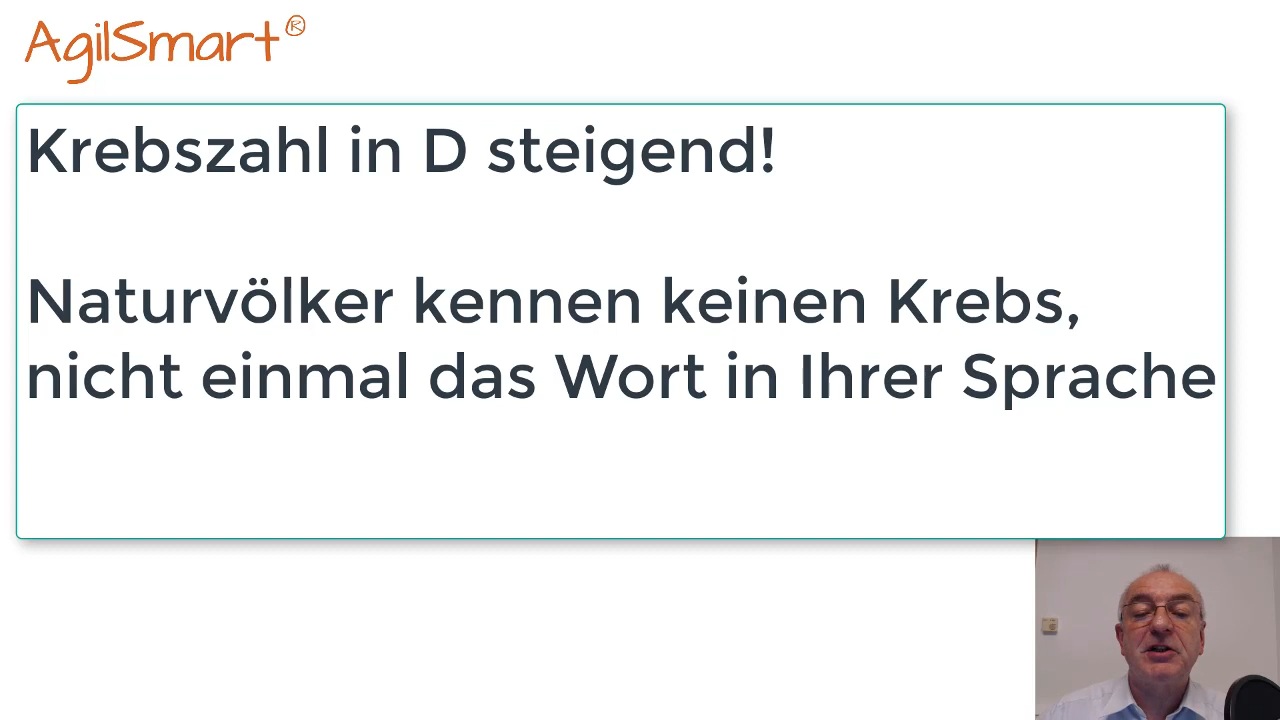 AgilSmart®
Krebszahl in D steigend!
Naturvölker kennen keinen Krebs,
nicht einmal das Wort in Ihrer Sprache